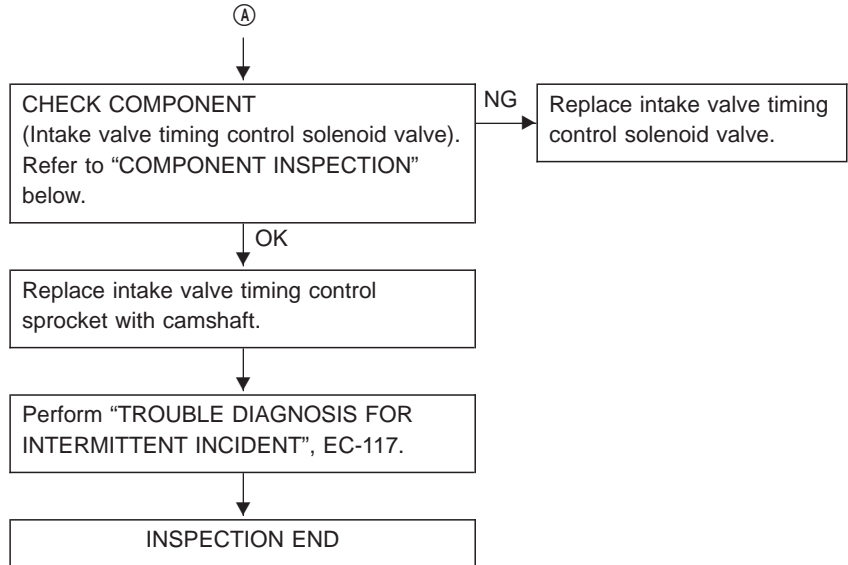 Ⓐ
CHECK COMPONENT
(Intake valve timing control solenoid valve).
Refer to “COMPONENT INSPECTION”
below.
NG
Replace intake valve timing
control solenoid valve.
OK
Replace intake valve timing control
sprocket with camshaft.
Perform “TROUBLE DIAGNOSIS FOR
INTERMITTENT INCIDENT”, EC-117.
INSPECTION END